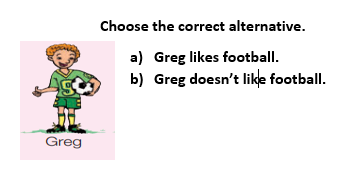 Choose the correct alternative.
a) Greg likes football.
b) Greg doesn't like football.
Greg